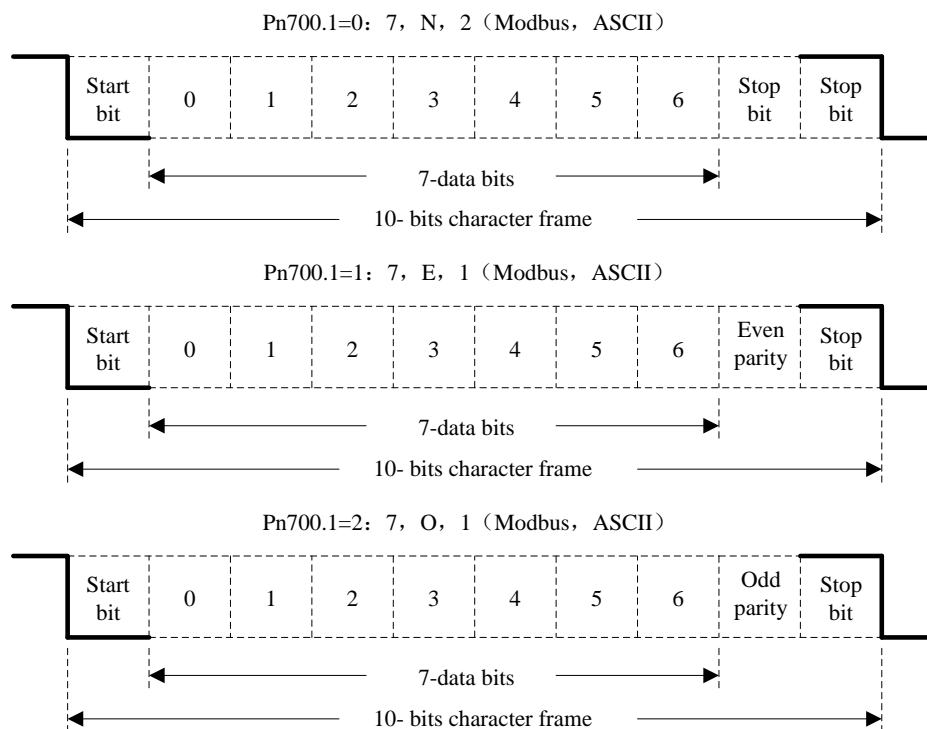 Pn700.1=0：7，N，2（Modbus，ASCII）
Start bit 0 1 2 3 4 5 6 Stop bit Stop bit
7-data bits
10- bits character frame
Pn700.1=1：7，E，1（Modbus，ASCII）
Start bit 0 1 2 3 4 5 6 Even parity Stop bit
7-data bits
10- bits character frame
Pn700.1=2：7，O，1（Modbus，ASCII）
Start bit 0 1 2 3 4 5 6 Odd parity Stop bit
7-data bits
10- bits character frame